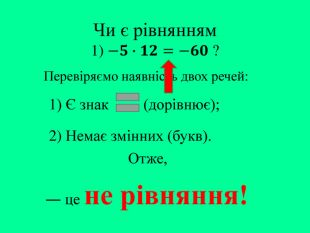 Чи є рівнянням
1) −5 · 12 = −60 ?
Перевіряємо наявність двох речей:
1) Є знак = (дорівнює);
2) Немає змінних (букв).
Отже,
— це не рівняння!